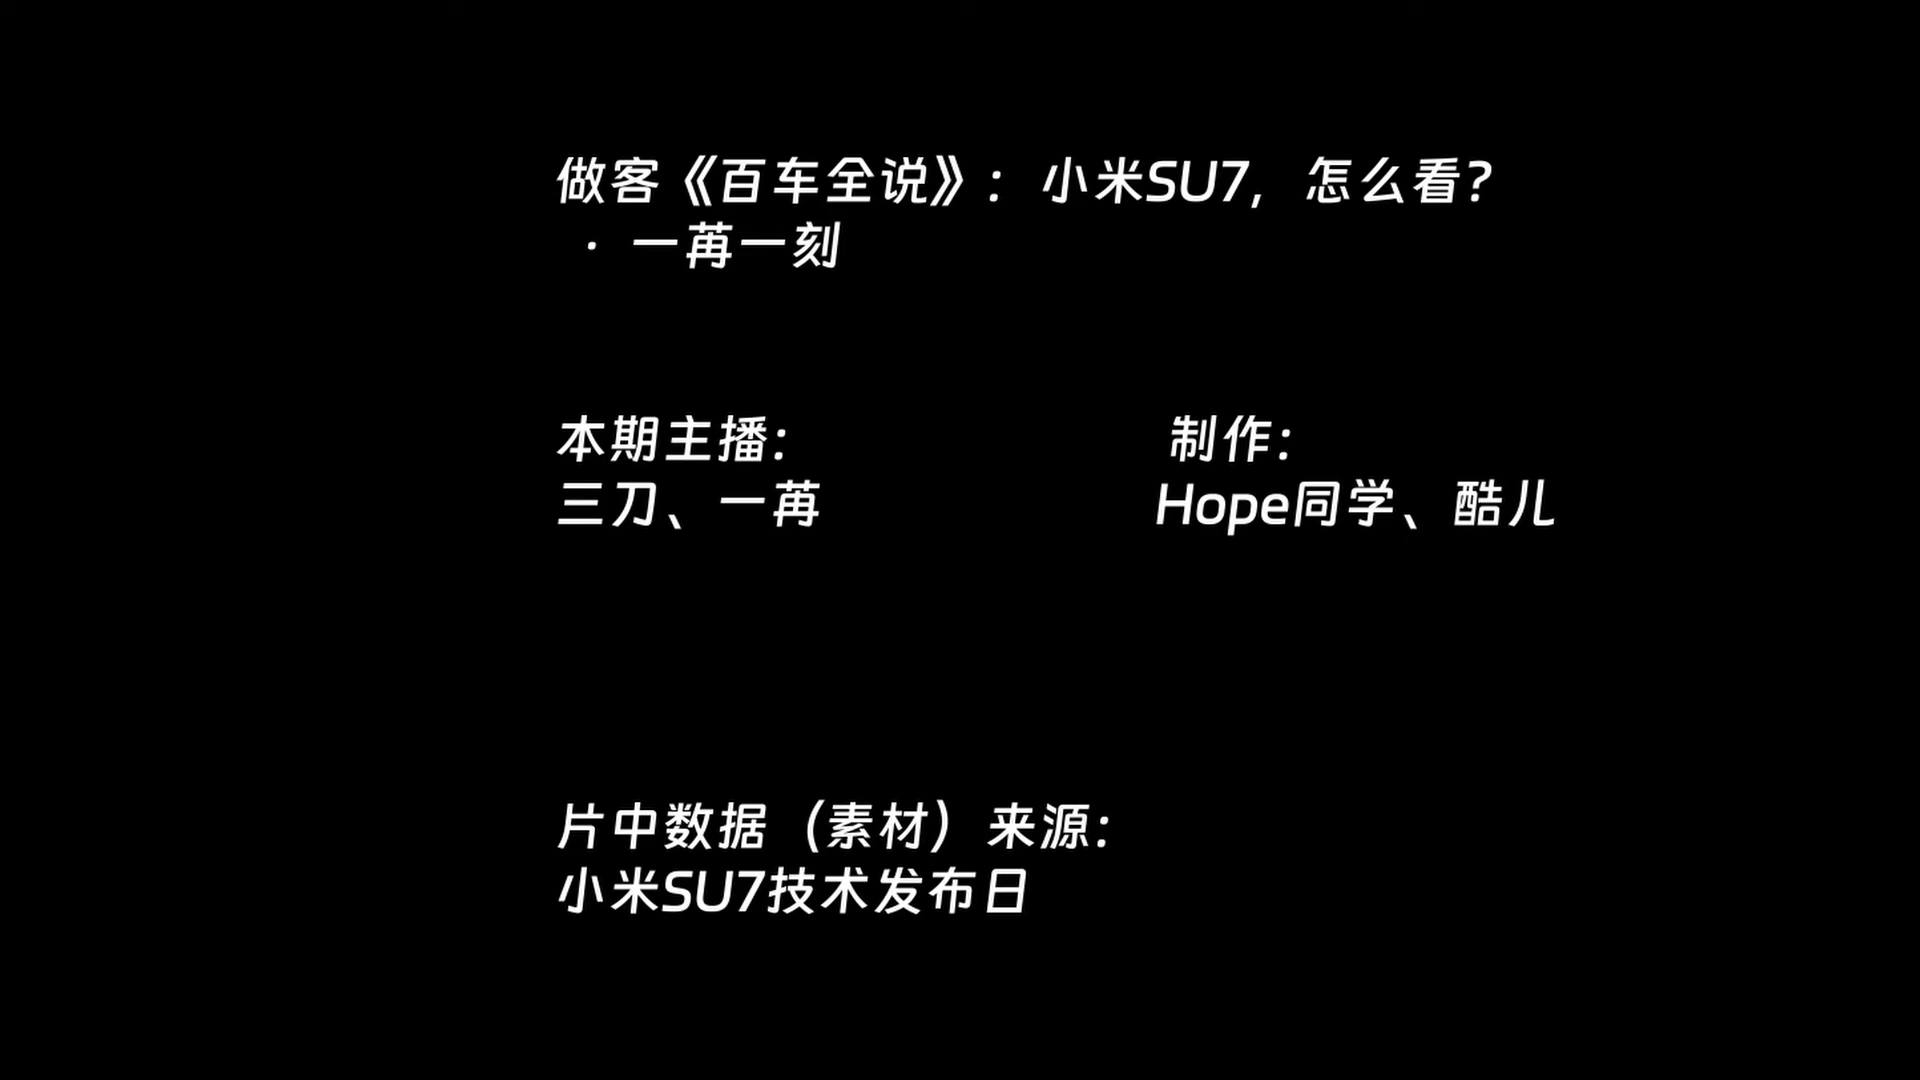 做客《百车全说》：小米SU7，怎么看？
· 一苒一刻
本期主播：
三刀、一苒
制作：
Hope同学、酷儿
片中数据（素材）来源：
小米SU7技术发布日